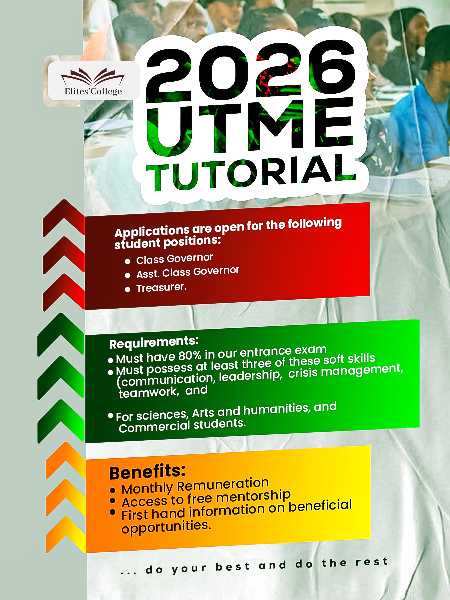 Elites'College
2026
UTME
TUTORIAL
Applications are open for the following
student positions:
• Class Governor
• Asst. Class Governor
• Treasurer.
Requirements:
• Must have 80% in our entrance exam
• Must possess at least three of these soft skills
(communication, leadership, crisis management,
teamwork, and
• For sciences, Arts and humanities, and
Commercial students.
Benefits:
• Monthly Remuneration
• Access to free mentorship
• First hand information on beneficial
opportunities.
... do your best and do the rest